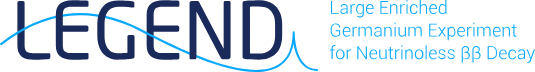 LEGEND
Large Enriched
Germanium Experiment
for Neutrinoless ββ Decay